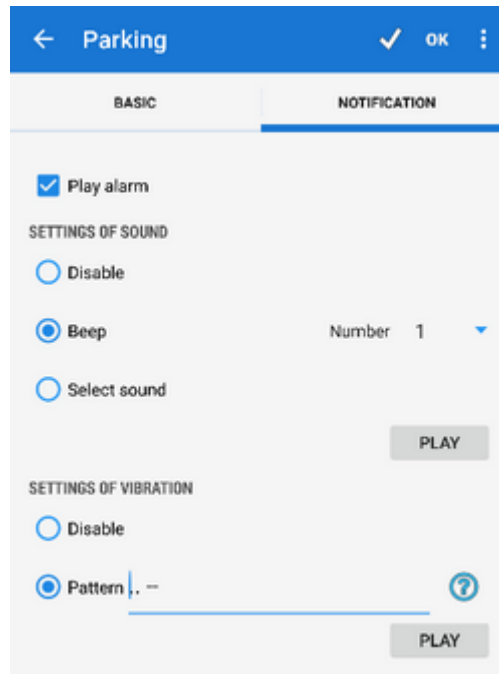 Parking OK
BASIC NOTIFICATION
Play alarm
SETTINGS OF SOUND
Disable
Beep Number 1
Select sound
PLAY
SETTINGS OF VIBRATION
Disable
Pattern .. –
PLAY